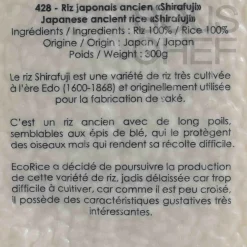 428 - Riz japonais ancien «Shirafuji»
Japanese ancient rice «Shirafuji»
Ingrédients / Ingredients : Riz 100% / Rice 100%
Origine / Origin : Japon / Japan
Poids / Weight : 300g
Le riz Shirafuji est une variété de riz très cultivée
à l'ère Edo (1600-1868) et originellement utilisée
pour la fabrication de saké.
C'est un riz ancien avec de long poils,
semblables aux épis de blé, qui le protègent
des oiseaux mais qui rendent sa récolte difficile.
EcoRice a décidé de poursuivre la production
de cette variété de riz, jadis délaissée car trop
difficile à cultiver, car comme il est peu croisé,
il possède des caractéristiques gustatives très
intéressantes.